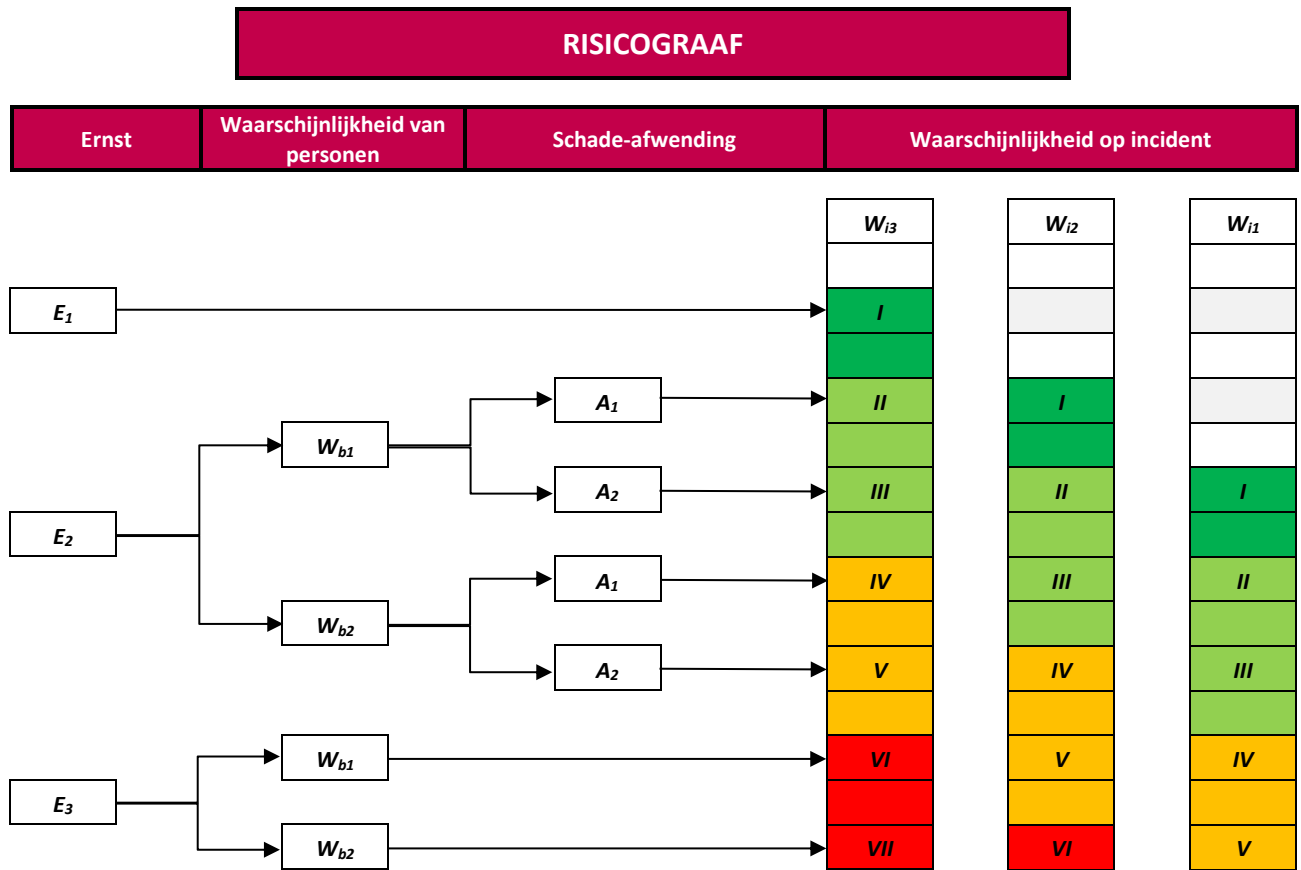 RISICOGRAAF
Ernst
Waarschijnlijkheid van
personen
Schade-afwending
Waarschijnlijkheid op incident
Wi3 Wi2 Wi1
E1 I
A1 II I
Wb1
A2 III II I
E2
A1 IV III II
Wb2
A2 V IV III
Wb1 VI V IV
E3
Wb2 VII VI V